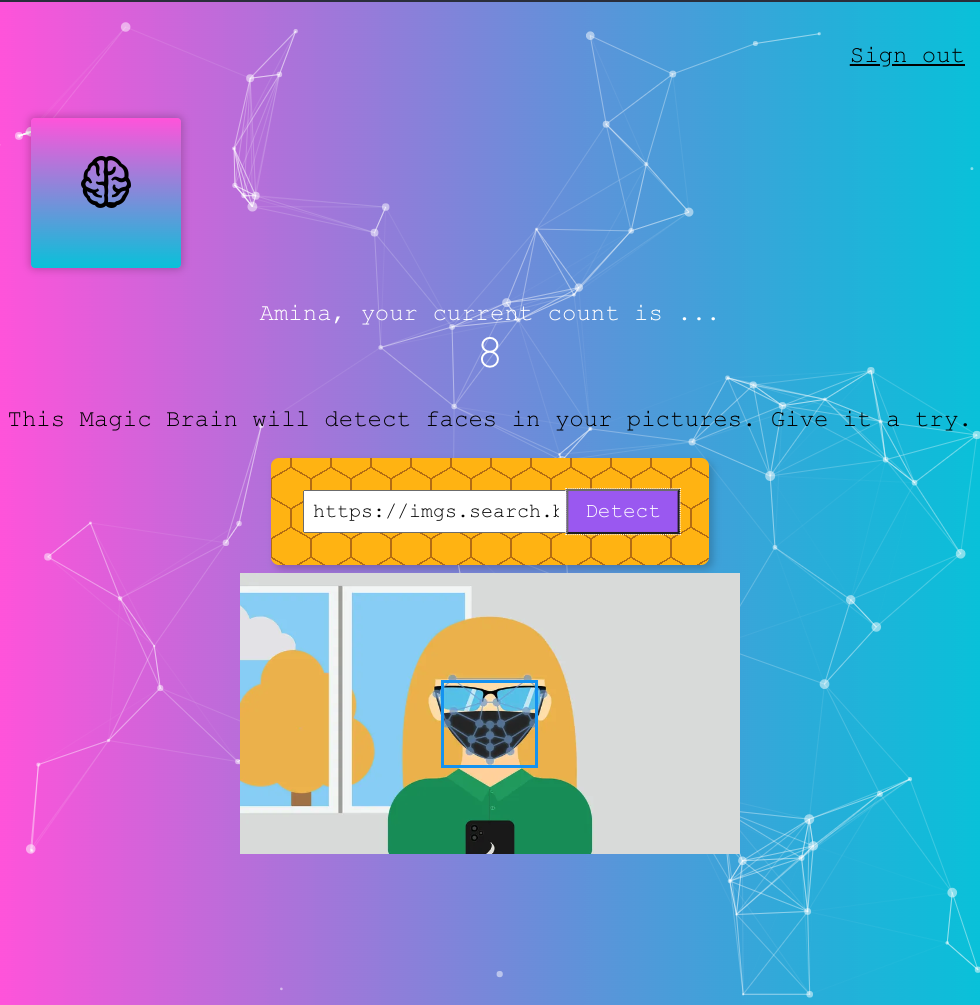 Sign out
Amina, your current count is ...
8
This Magic Brain will detect faces in your pictures. Give it a try.
https://imgs.search.
Detect